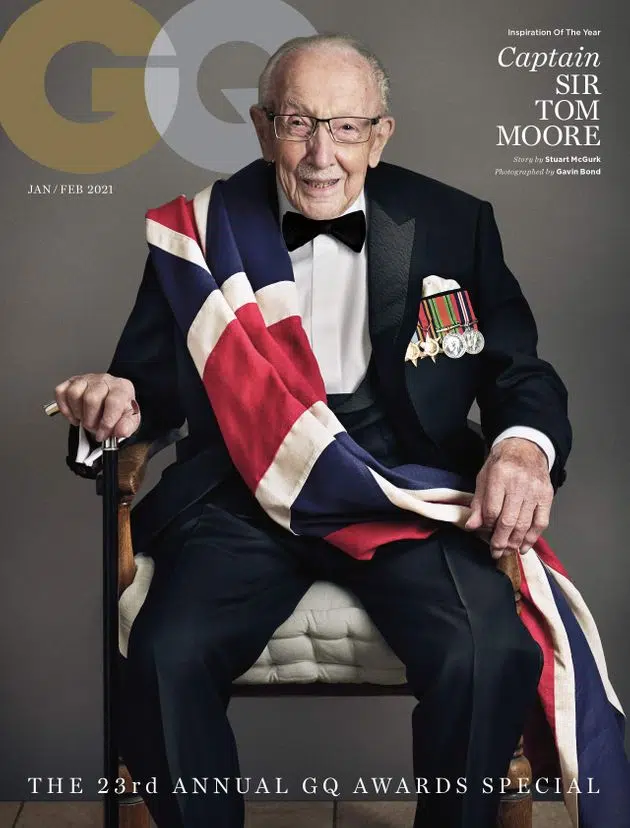 GQ
Inspiration Of The Year
Captain
SIR
TOM
MOORE
Story by Stuart McGurk
Photographed by Gavin Bond
JAN / FEB 2021
THE 23rd ANNUAL GQ AWARDS SPECIAL